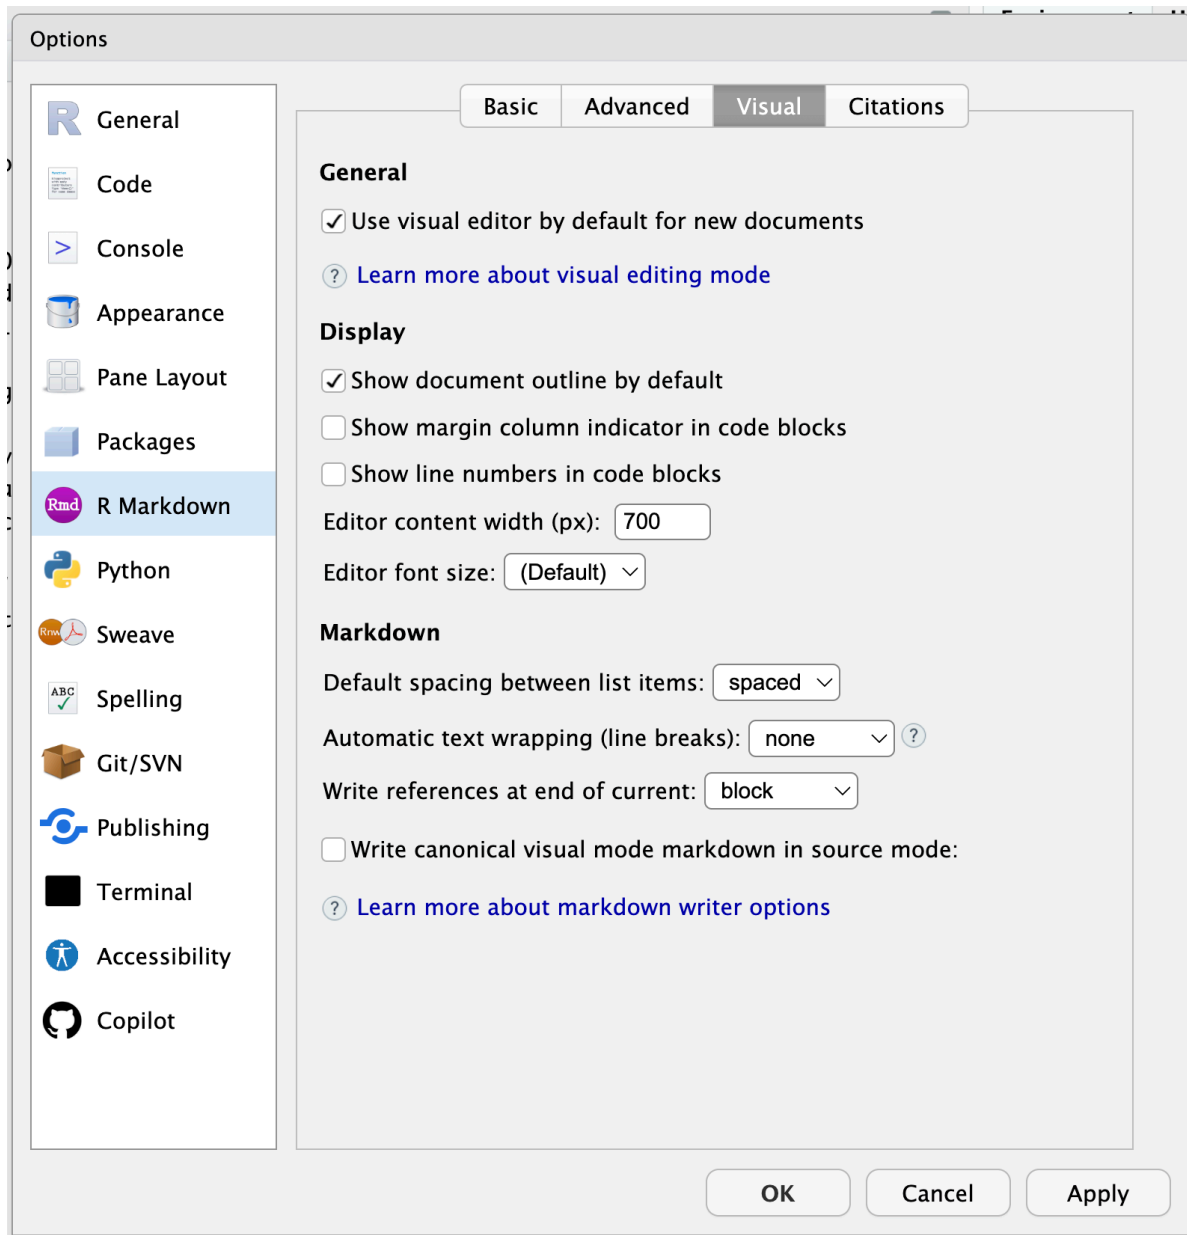 Options
General
Code
Console
Appearance
Pane Layout
Packages
Rmd R Markdown
Python
Rnw Sweave
ABC Spelling
Git/SVN
Publishing
Terminal
Accessibility
Copilot
Basic Advanced Visual Citations
General
Use visual editor by default for new documents
? Learn more about visual editing mode
Display
Show document outline by default
Show margin column indicator in code blocks
Show line numbers in code blocks
Editor content width (px): 700
Editor font size: (Default)
Markdown
Default spacing between list items: spaced
Automatic text wrapping (line breaks): none ?
Write references at end of current: block
Write canonical visual mode markdown in source mode:
? Learn more about markdown writer options
OK Cancel Apply